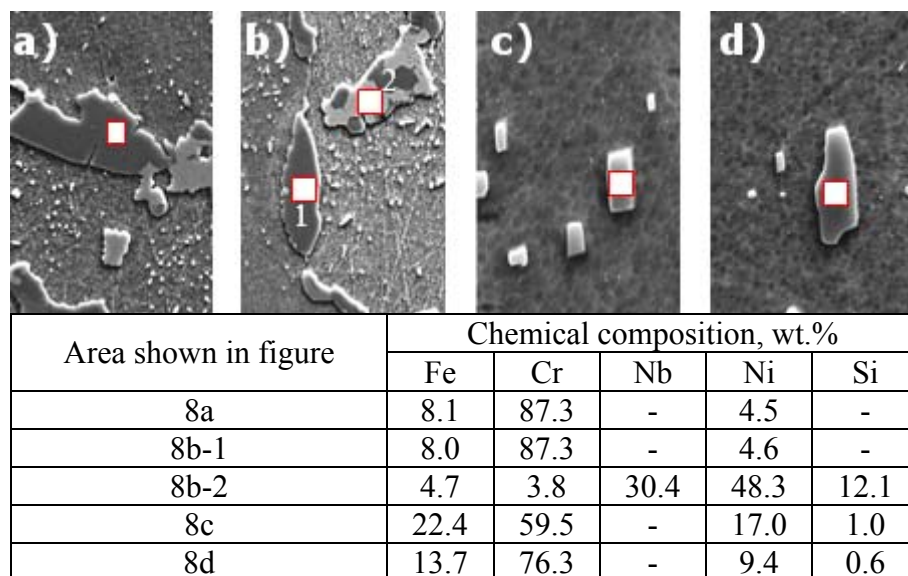 a) b) c) d)
2
1
Area shown in figure Chemical composition, wt.%
Fe Cr Nb Ni Si
8a 8.1 87.3 - 4.5 -
8b-1 8.0 87.3 - 4.6 -
8b-2 4.7 3.8 30.4 48.3 12.1
8c 22.4 59.5 - 17.0 1.0
8d 13.7 76.3 - 9.4 0.6